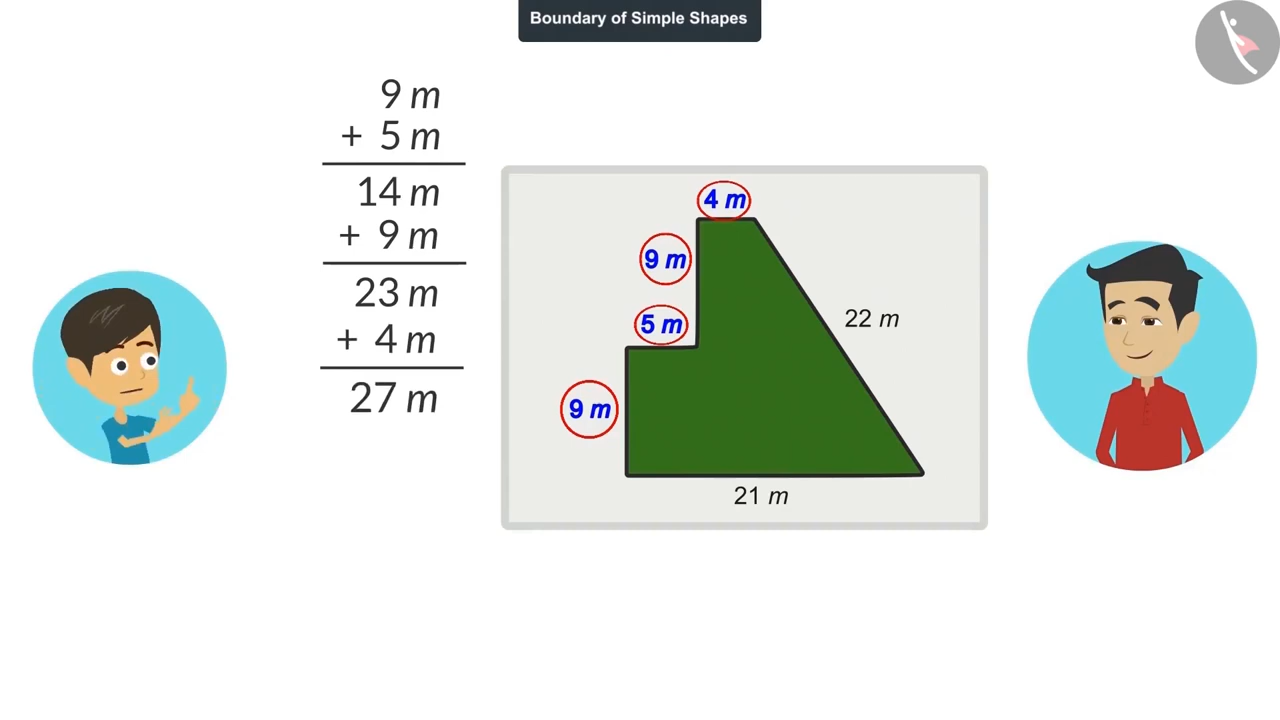 Boundary of Simple Shapes
9 m
+ 5 m
14 m
+ 9 m
23 m
+ 4 m
27 m
4 m
9 m
5 m
22 m
9 m
21 m